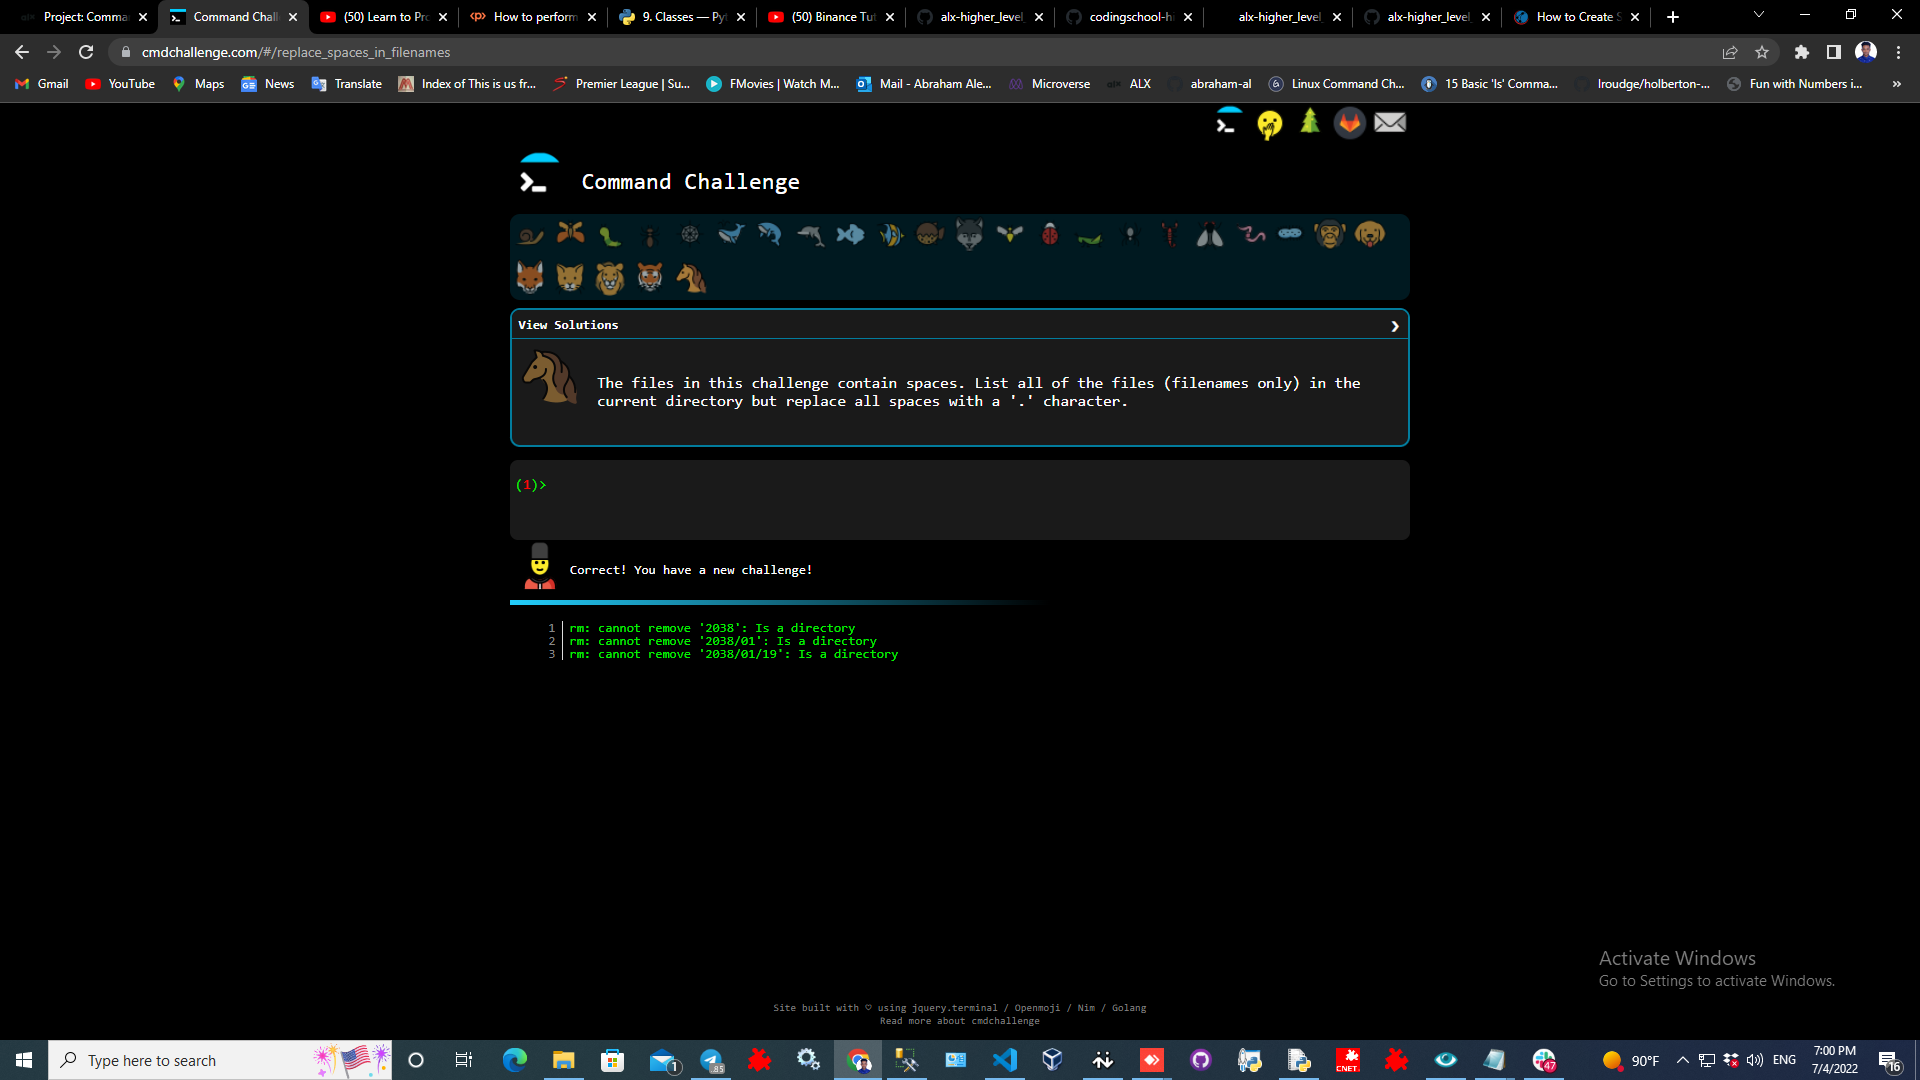 Project: Comma
Command Chall
(50) Learn to Pr
How to perform
9. Classes — Py
(50) Binance Tut
alx-higher_level
codingschool-h
alx-higher_level
alx-higher_level
How to Create S
cmdchallenge.com/#/replace_spaces_in_filenames
Gmail
YouTube
Maps
News
Translate
Index of This is us fr...
Premier League | Su...
FMovies | Watch M...
Mail - Abraham Ale...
Microverse
ALX
abraham-al
Linux Command Ch...
15 Basic 'ls' Comma...
lroudge/holberton-...
Fun with Numbers i...
»
Command Challenge
View Solutions
The files in this challenge contain spaces. List all of the files (filenames only) in the
current directory but replace all spaces with a '.' character.
(1)>
Correct! You have a new challenge!
1 rm: cannot remove '2038': Is a directory
2 rm: cannot remove '2038/01': Is a directory
3 rm: cannot remove '2038/01/19': Is a directory
Activate Windows
Go to Settings to activate Windows.
Site built with ♡ using jquery.terminal / Openmoji / Nim / Golang
Read more about cmdchallenge
Type here to search
1
85
CNET
47
90°F
ENG
7:00 PM
7/4/2022
16